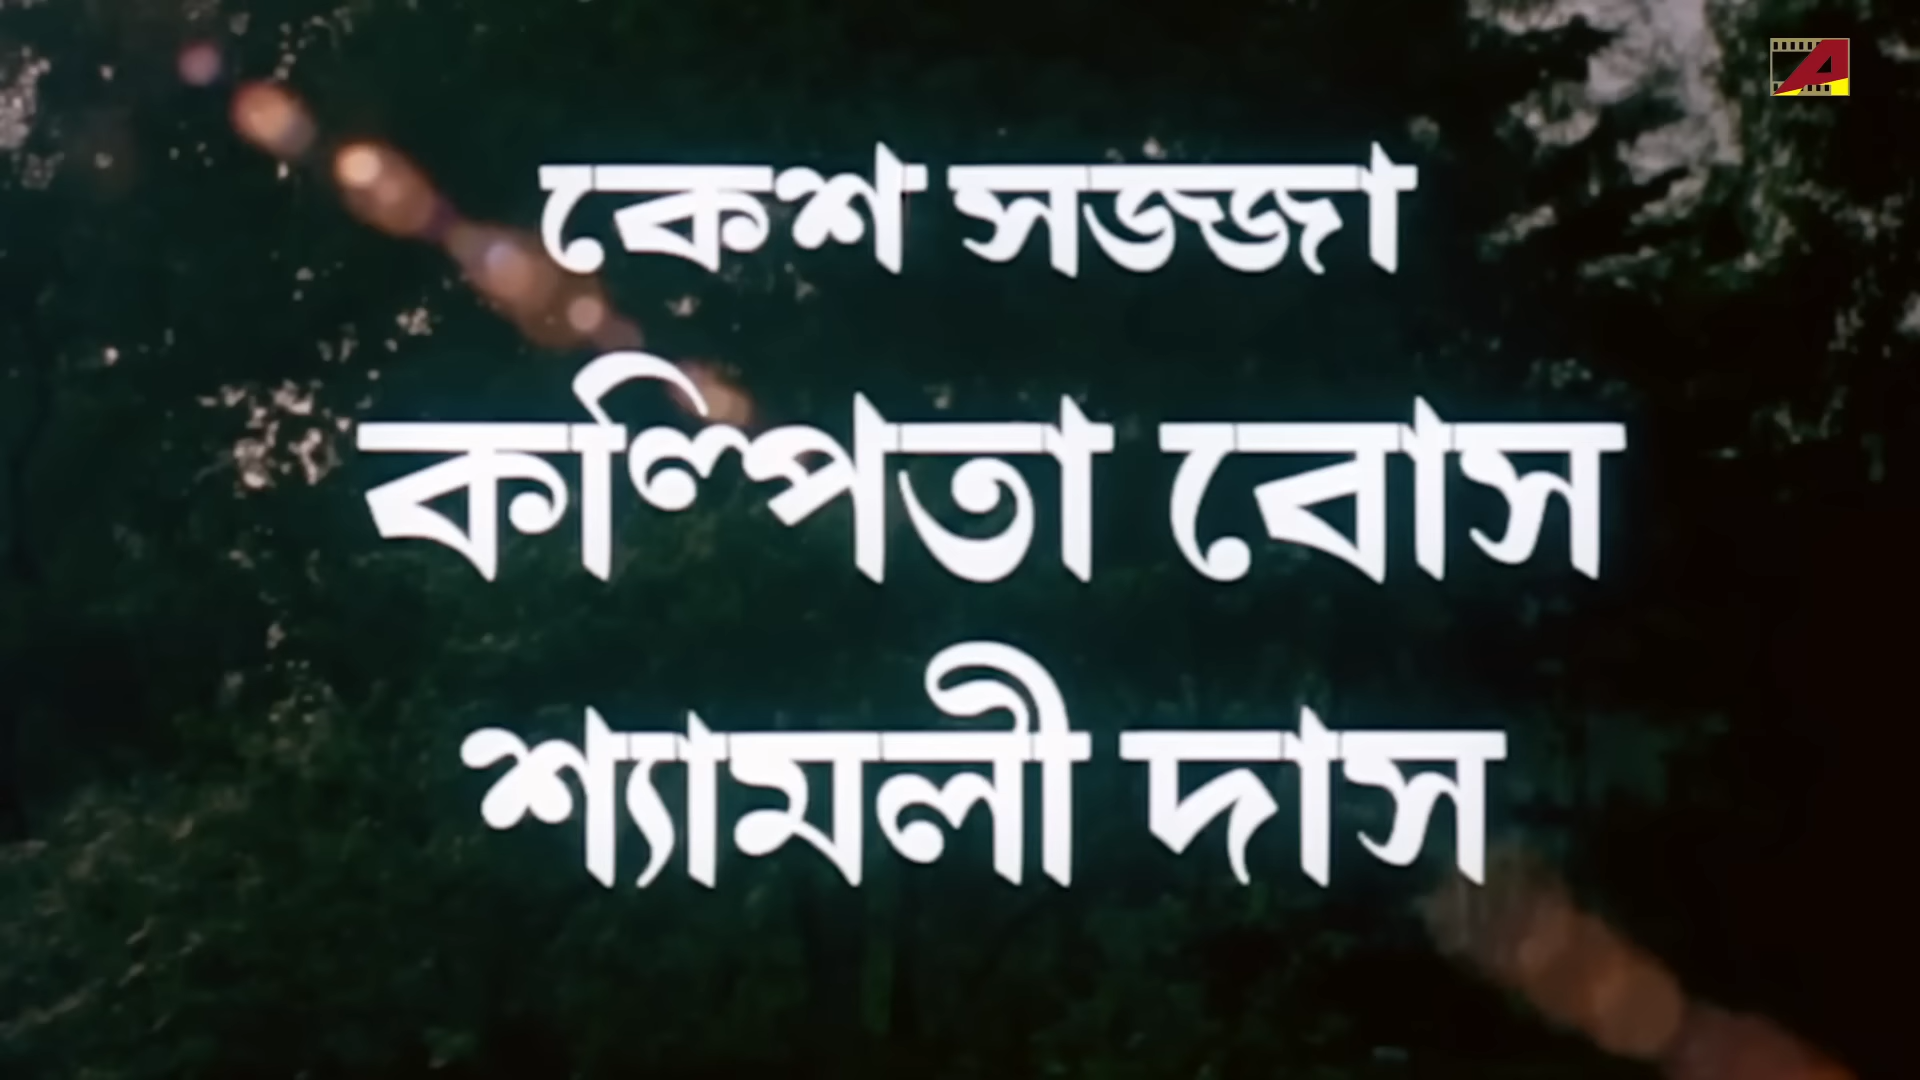 কেশ সজ্জা
কল্পিতা বোস
শ্যামলী দাস